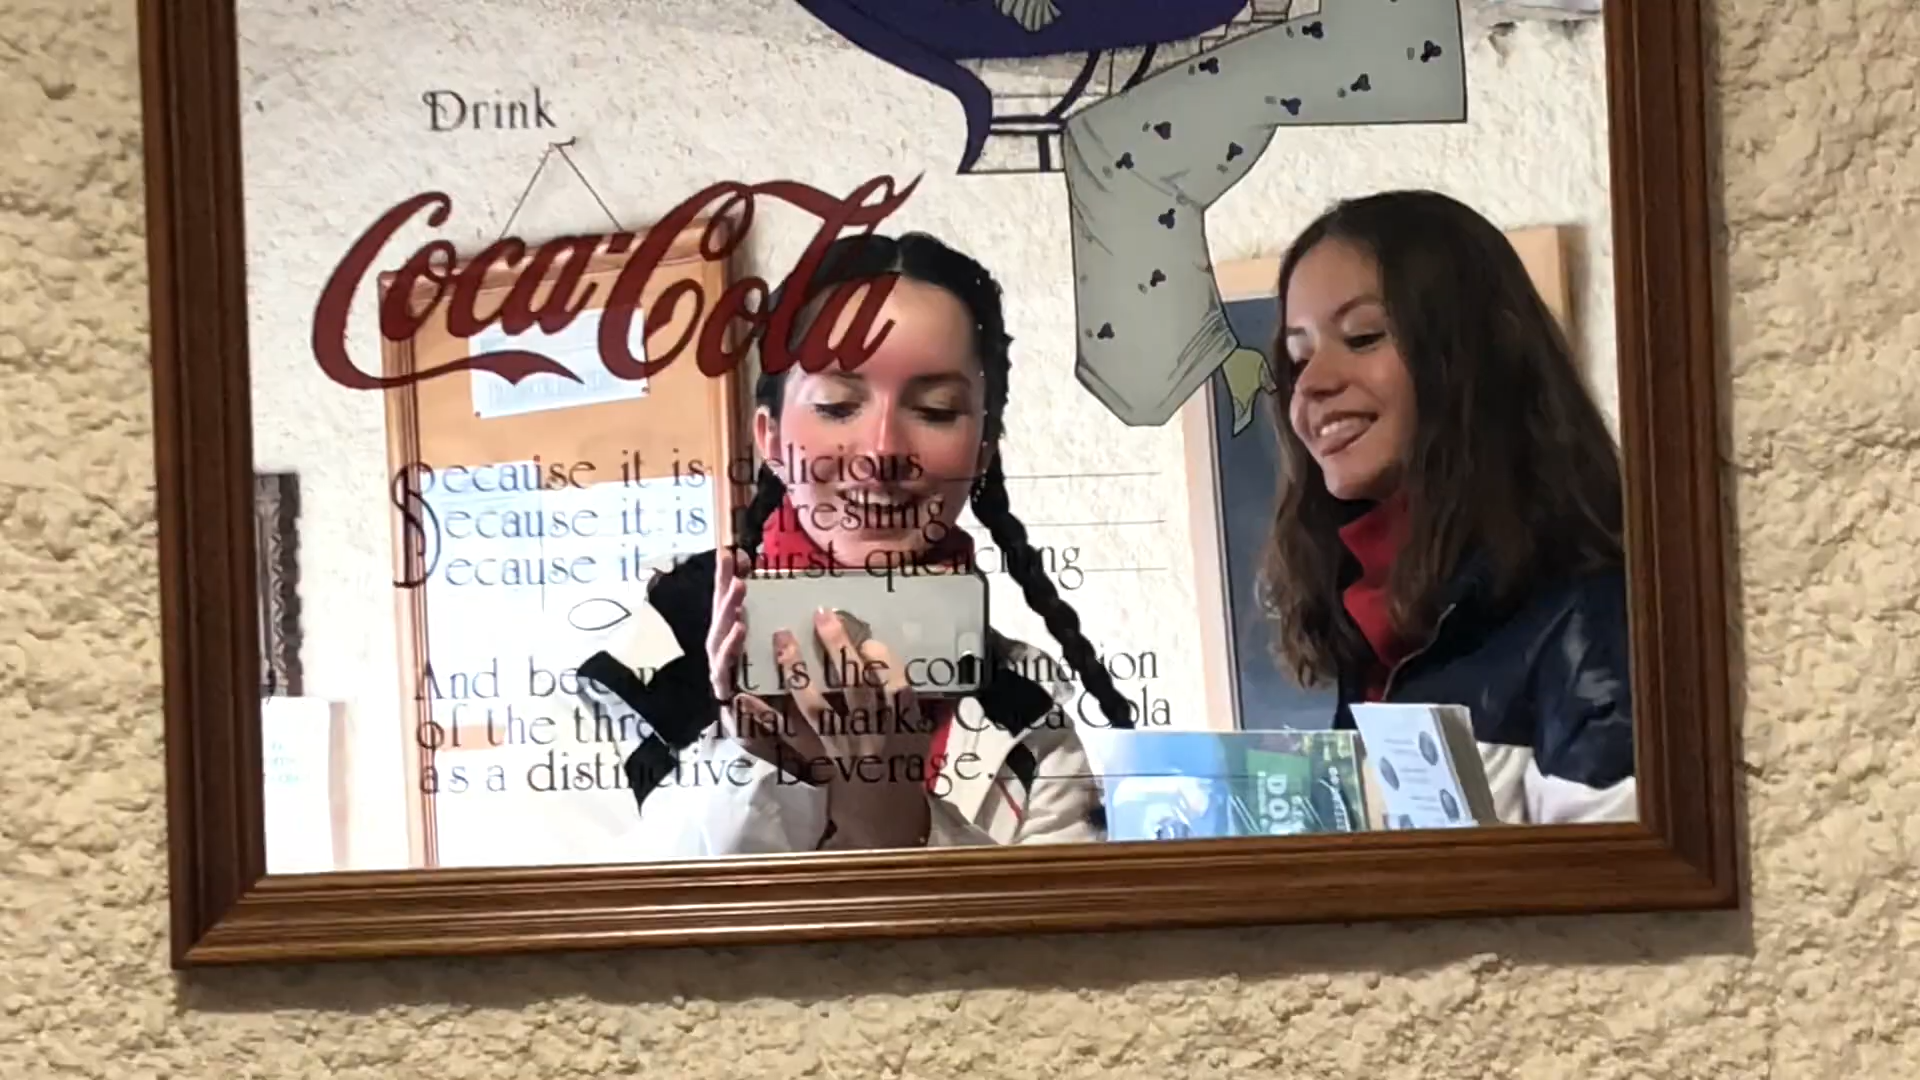 Drink
Coca-Cola
Because it is delicious
Because it is refreshing
Because it is thirst quenching
And because it is the combination
of the three. That marks Coca Cola
as a distinctive beverage.